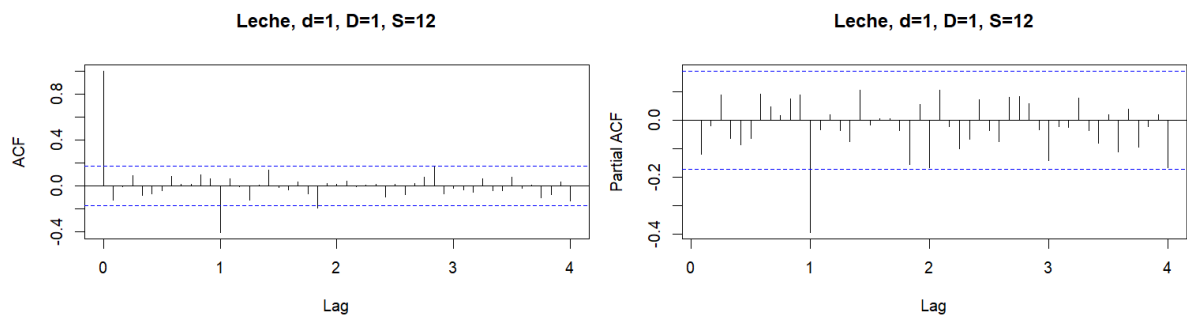 Leche, d=1, D=1, S=12
ACF
0.8
0.4
0.0
-0.4
0 1 2 3 4
Lag
Leche, d=1, D=1, S=12
Partial ACF
0.0
-0.2
-0.4
0 1 2 3 4
Lag